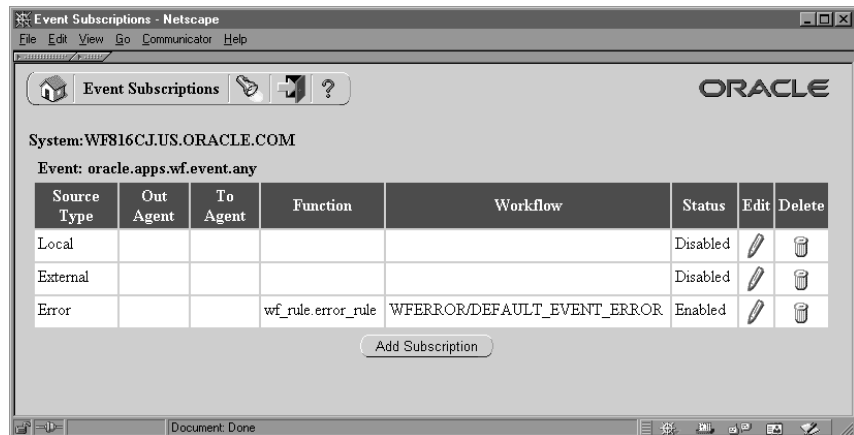 Event Subscriptions - Netscape
File Edit View Go Communicator Help
Event Subscriptions ?
ORACLE
System:WF816CJ.US.ORACLE.COM
Event: oracle.apps.wf.event.any
Source Type Out Agent To Agent Function Workflow Status Edit Delete
Local Disabled
External Disabled
Error wf_rule.error_rule WFERROR/DEFAULT_EVENT_ERROR Enabled
Add Subscription
Document: Done